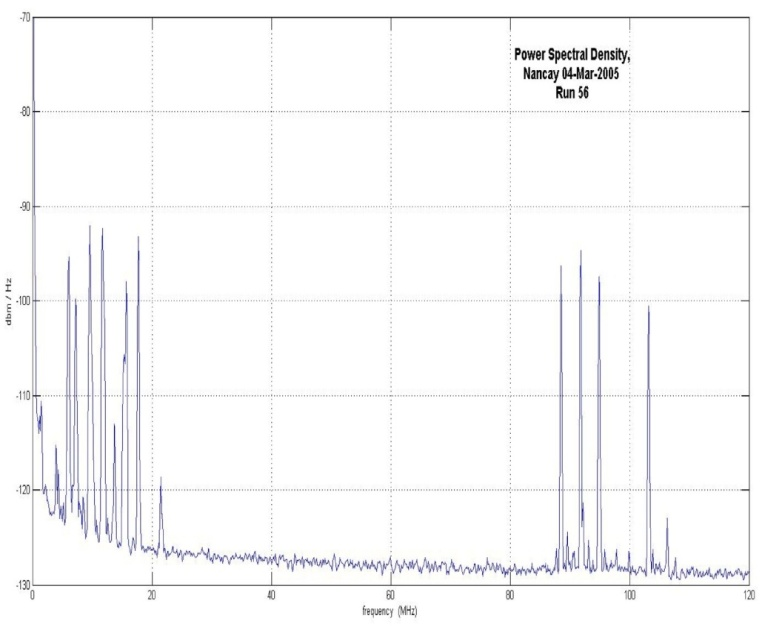 -70
Power Spectral Density,
Nancay 04-Mar-2005
Run 56
-80
-90
-100
dbm / Hz
-110
-120
-130
0 20 40 60 80 100 120
frequency (MHz)